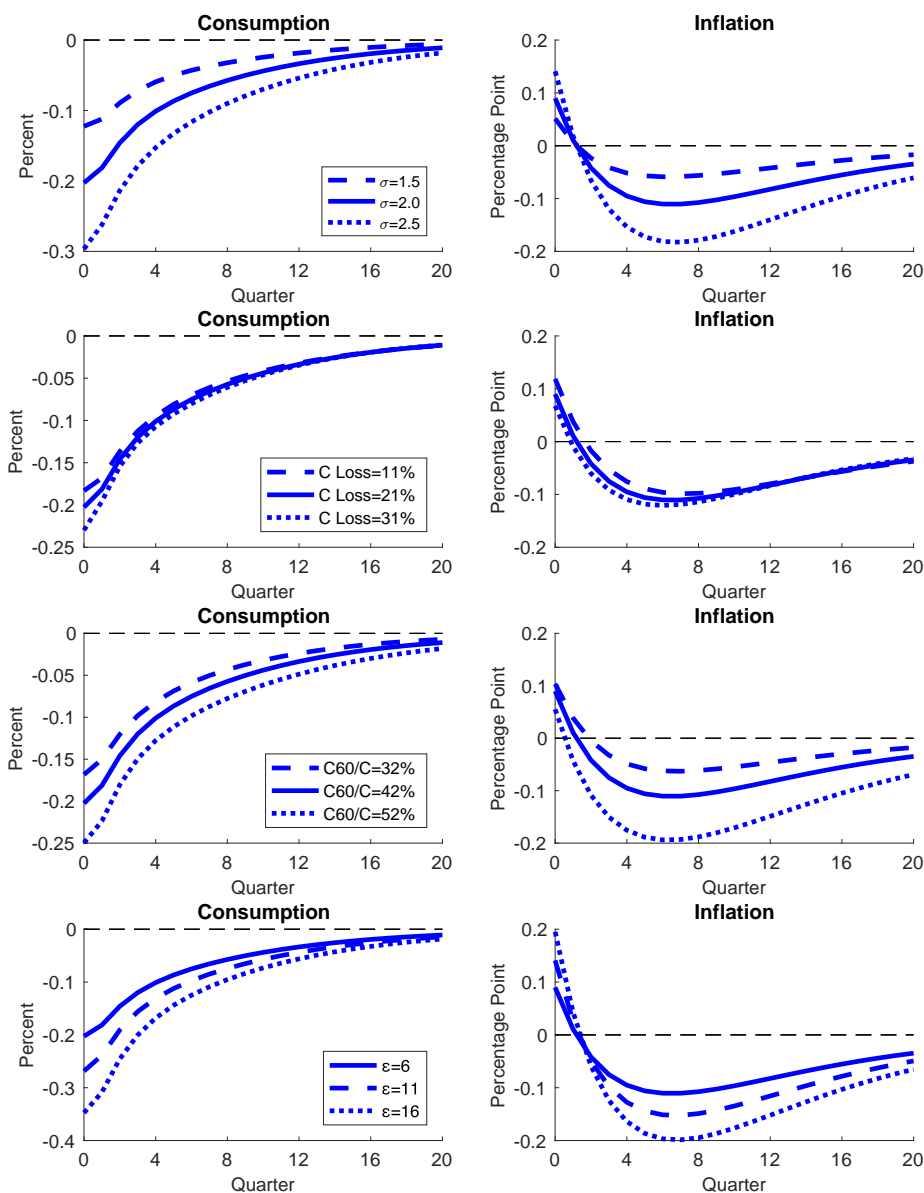 Consumption
Inflation
0
-0.1
-0.2
-0.3
Percent
σ=1.5
σ=2.0
σ=2.5
0 4 8 12 16 20
Quarter
0.2
0.1
0
-0.1
-0.2
Percentage Point
0 4 8 12 16 20
Quarter
Consumption
Inflation
0
-0.05
-0.1
-0.15
-0.2
-0.25
Percent
C Loss=11%
C Loss=21%
C Loss=31%
0 4 8 12 16 20
Quarter
0.2
0.1
0
-0.1
-0.2
Percentage Point
0 4 8 12 16 20
Quarter
Consumption
Inflation
0
-0.05
-0.1
-0.15
-0.2
-0.25
Percent
C60/C=32%
C60/C=42%
C60/C=52%
0 4 8 12 16 20
Quarter
0.2
0.1
0
-0.1
-0.2
Percentage Point
0 4 8 12 16 20
Quarter
Consumption
Inflation
0
-0.1
-0.2
-0.3
-0.4
Percent
ε=6
ε=11
ε=16
0 4 8 12 16 20
Quarter
0.2
0.1
0
-0.1
-0.2
Percentage Point
0 4 8 12 16 20
Quarter